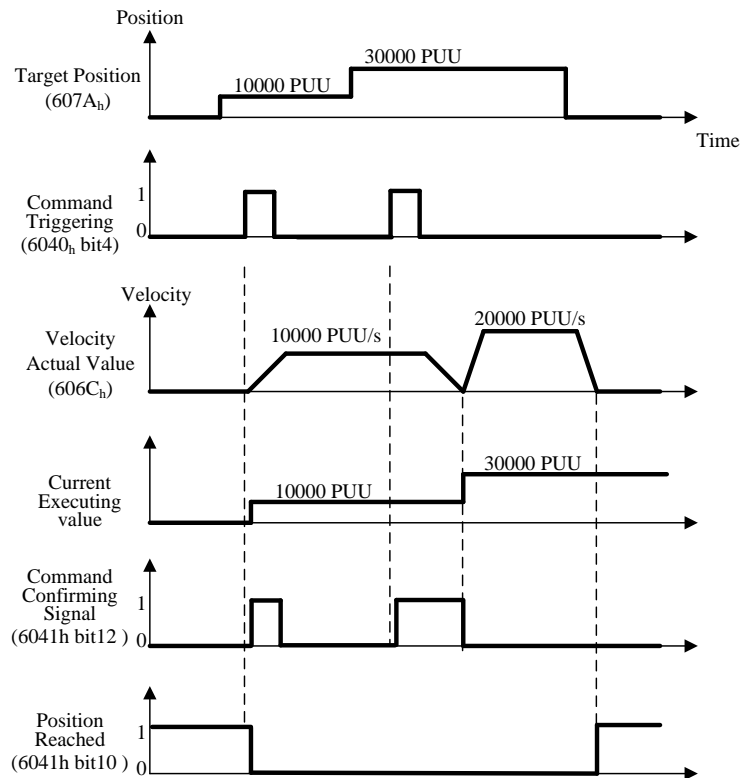 Position
Target Position
(607Aₕ)
10000 PUU
30000 PUU
Time
Command
Triggering
(6040ₕ bit4)
1
0
Velocity
Velocity
Actual Value
(606Cₕ)
10000 PUU/s
20000 PUU/s
Current
Executing
value
10000 PUU
30000 PUU
Command
Confirming
Signal
(6041h bit12 )
1
0
Position
Reached
(6041h bit10 )
1
0